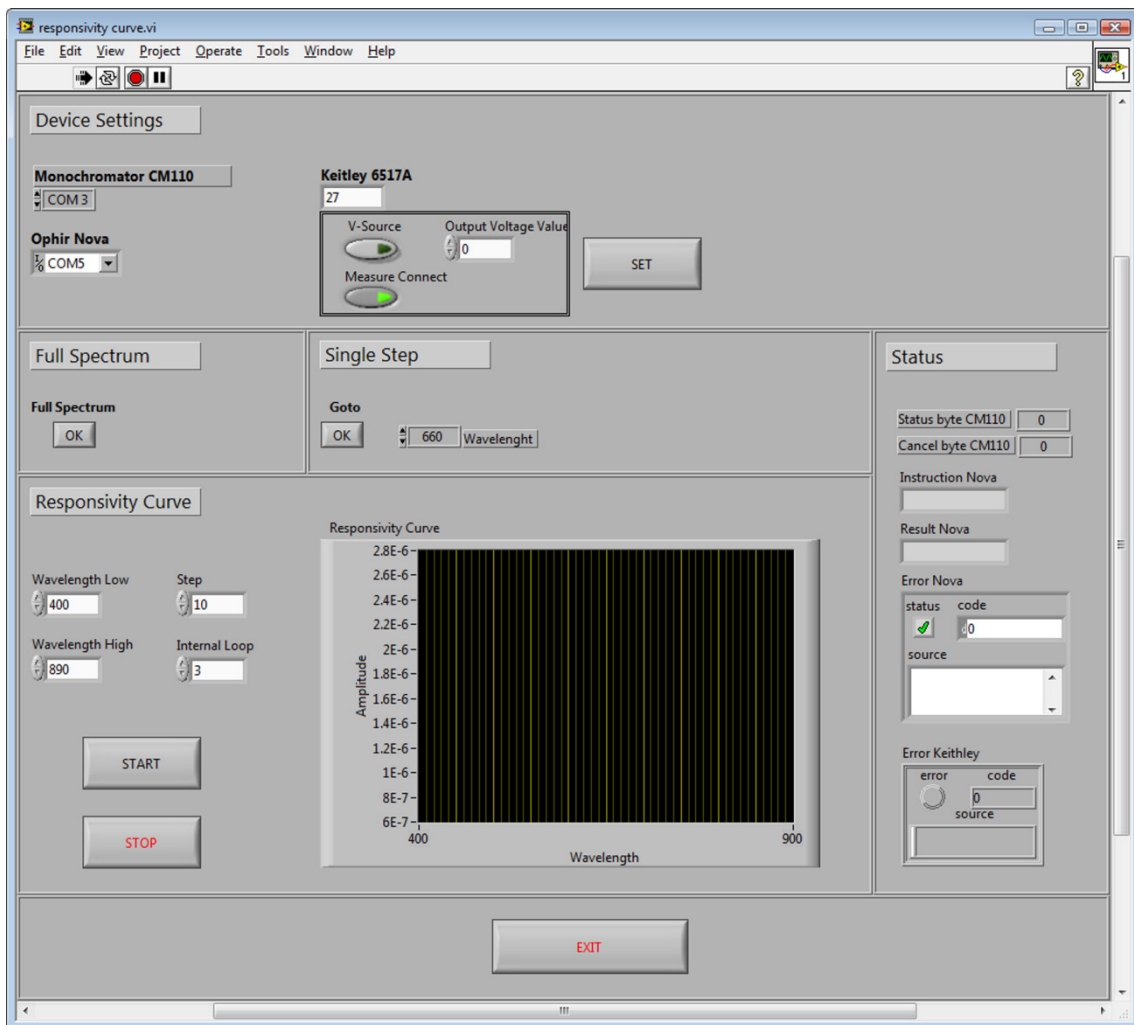 responsivity curve.vi
File Edit View Project Operate Tools Window Help
1
Device Settings
Monochromator CM110
COM 3
Ophir Nova
COM5
Keitley 6517A
27
V-Source
Output Voltage Value
0
Measure Connect
SET
Full Spectrum
Full Spectrum
OK
Single Step
Goto
OK
660 Wavelenght
Status
Status byte CM110 0
Cancel byte CM110 0
Instruction Nova
Result Nova
Error Nova
status code
0
source
Error Keithley
error code
0
source
Responsivity Curve
Wavelength Low Step
400 10
Wavelength High Internal Loop
890 3
START
STOP
Responsivity Curve
Amplitude
2.8E-6
2.6E-6
2.4E-6
2.2E-6
2E-6
1.8E-6
1.6E-6
1.4E-6
1.2E-6
1E-6
8E-7
6E-7
400 900
Wavelength
EXIT